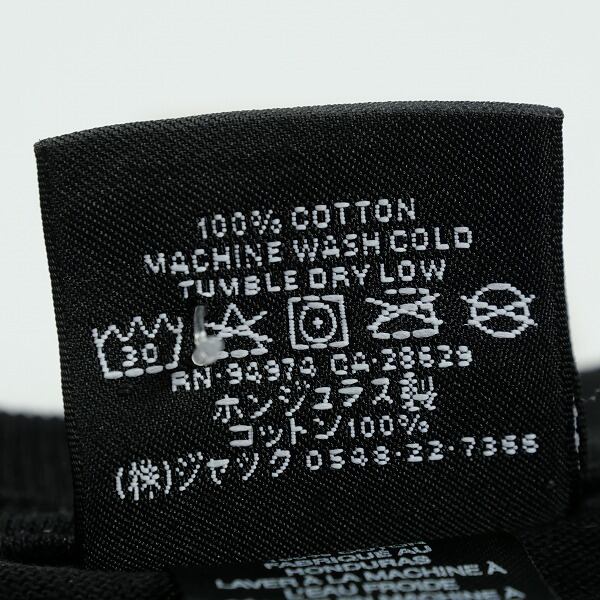 100% COTTON
MACHINE WASH COLD
TUMBLE DRY LOW
30
RN-94974 CA-28529
ホンジュラス製
コットン100%
(株)ジャック 0548-22-7366
FABRIQUÉ AU
HONDURAS
LAVER À LA MACHINE À
L'EAU FROIDE